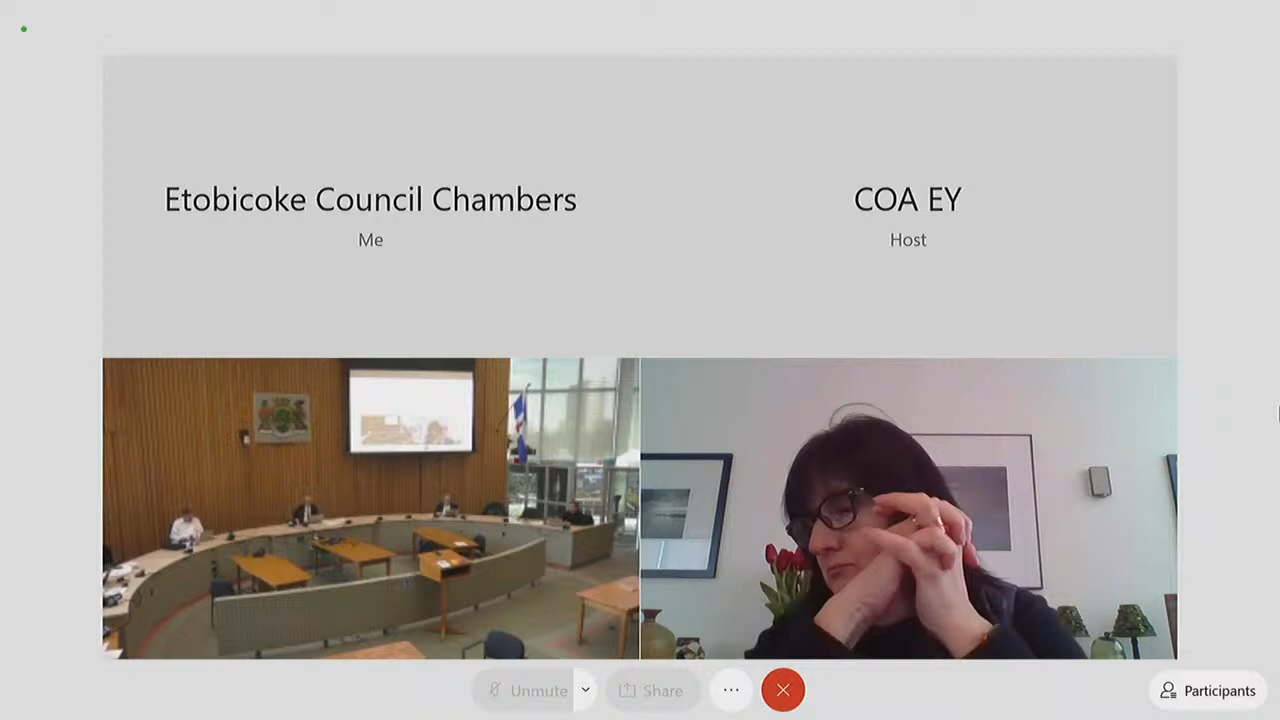 Etobicoke Council Chambers
Me
COA EY
Host
Unmute
Share
Participants